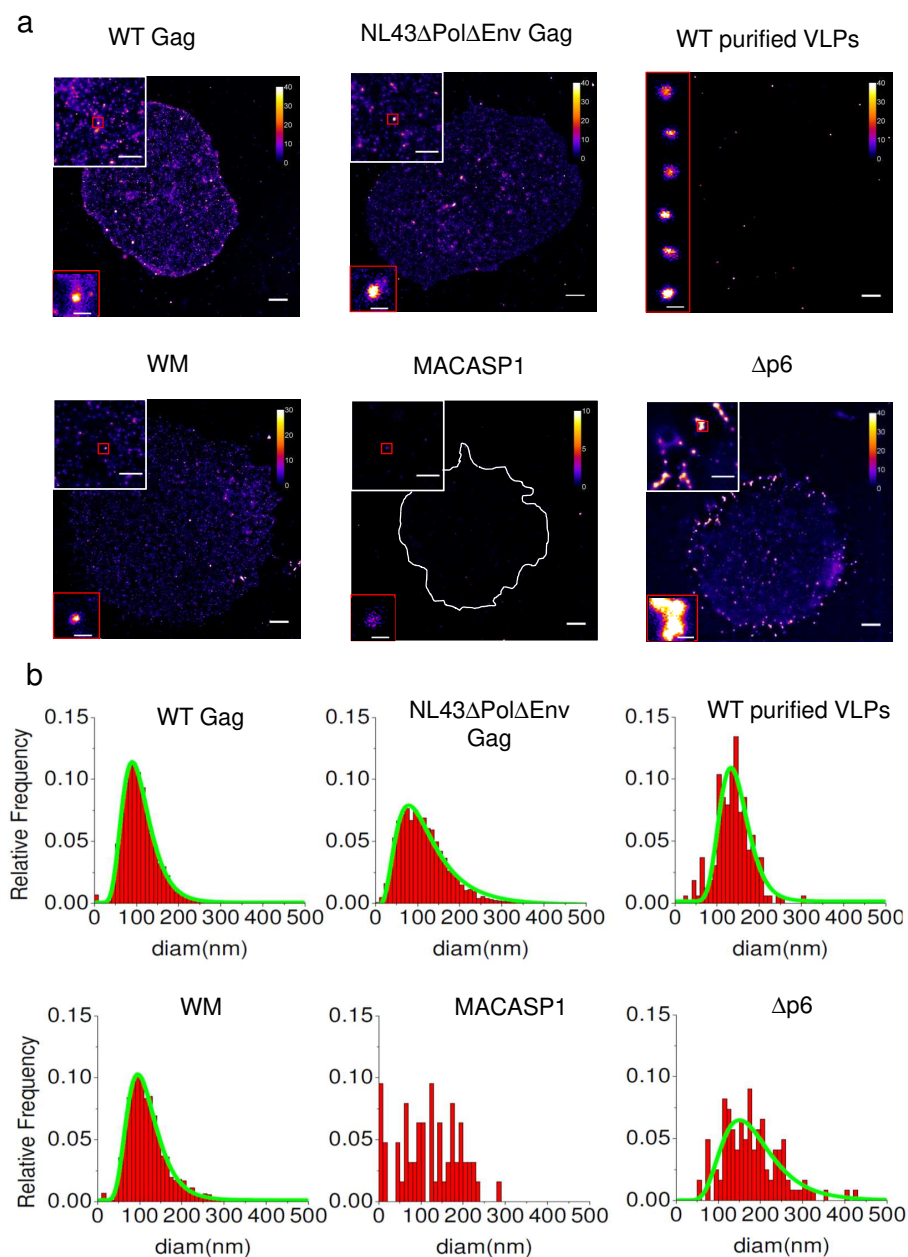 a
WT Gag
NL43ΔPolΔEnv Gag
WT purified VLPs
40
30
20
10
0
40
30
20
10
0
40
30
20
10
0
WM
MACASP1
Δp6
30
20
10
0
10
5
0
40
30
20
10
0
b
WT Gag
NL43ΔPolΔEnv
Gag
WT purified VLPs
Relative Frequency
0.15
0.10
0.05
0.00
0 100 200 300 400 500
diam(nm)
0.15
0.10
0.05
0.00
0 100 200 300 400 500
diam(nm)
0.15
0.10
0.05
0.00
0 100 200 300 400 500
diam(nm)
WM
MACASP1
Δp6
Relative Frequency
0.15
0.10
0.05
0.00
0 100 200 300 400 500
diam(nm)
0.15
0.10
0.05
0.00
0 100 200 300 400 500
diam(nm)
0.15
0.10
0.05
0.00
0 100 200 300 400 500
diam(nm)